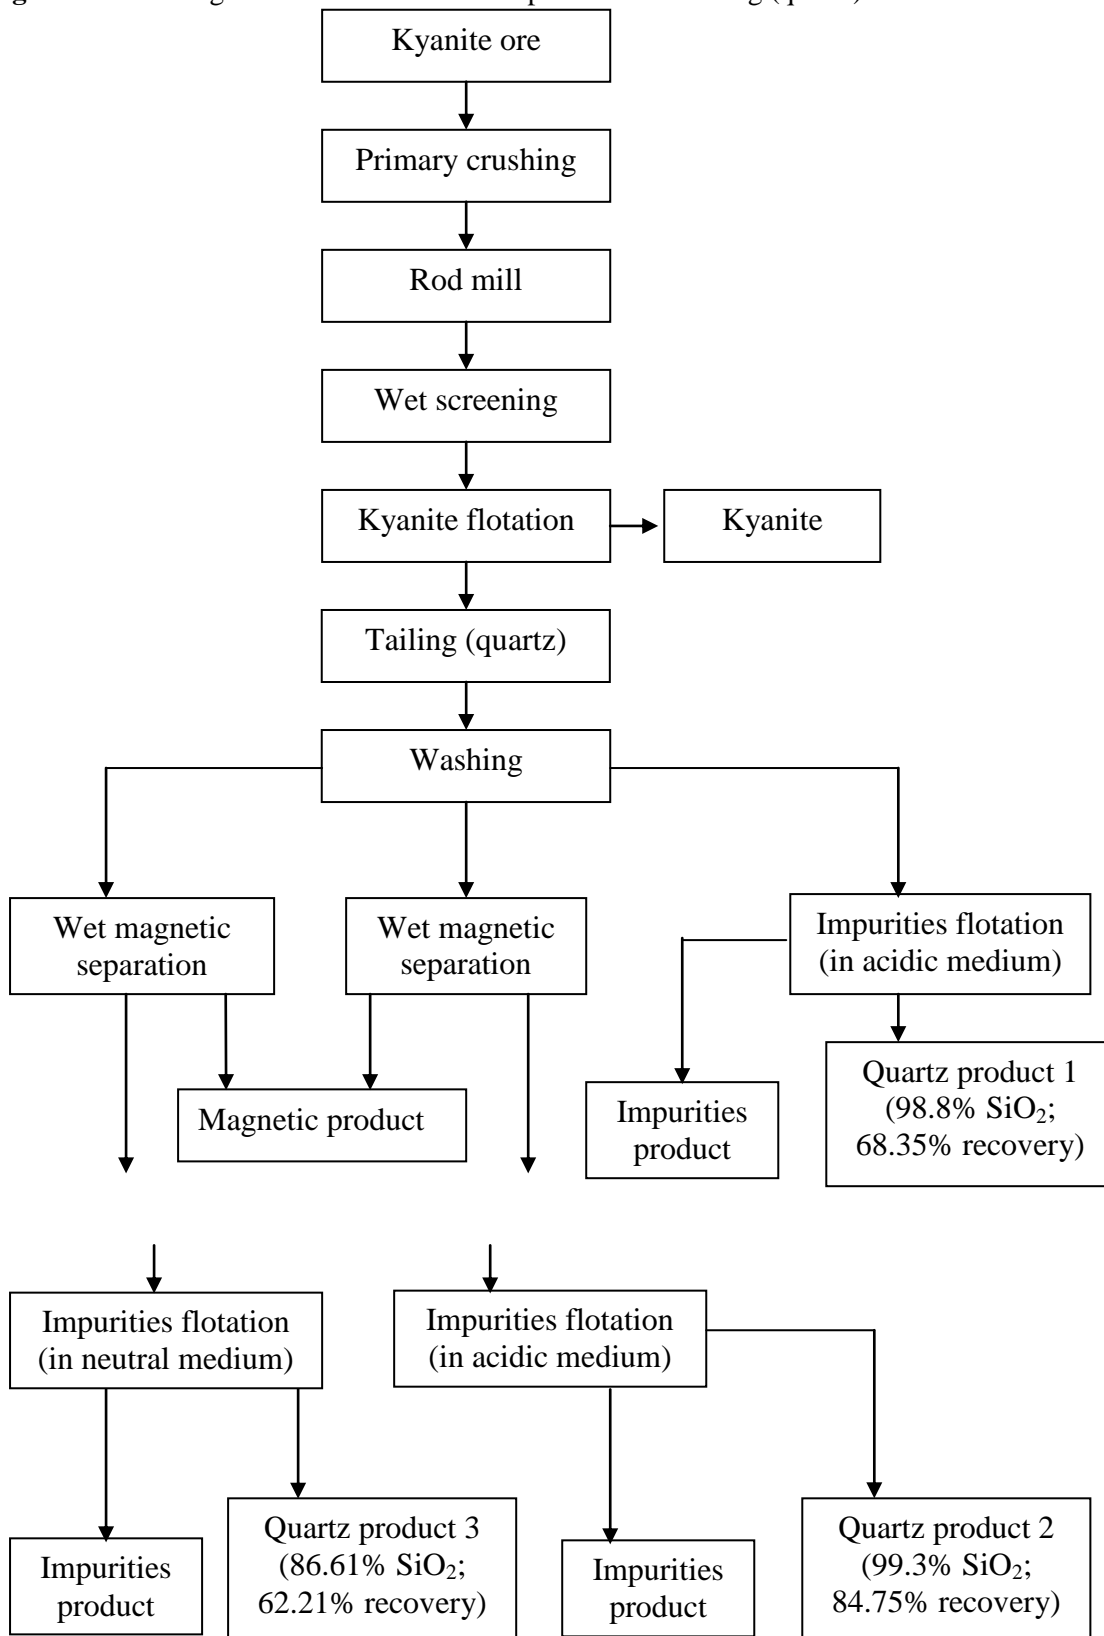 Kyanite ore
Primary crushing
Rod mill
Wet screening
Kyanite flotation
Kyanite
Tailing (quartz)
Washing
Wet magnetic
separation
Wet magnetic
separation
Impurities flotation
(in acidic medium)
Magnetic product
Impurities
product
Quartz product 1
(98.8% SiO₂;
68.35% recovery)
Impurities flotation
(in neutral medium)
Impurities flotation
(in acidic medium)
Impurities
product
Quartz product 3
(86.61% SiO₂;
62.21% recovery)
Impurities
product
Quartz product 2
(99.3% SiO₂;
84.75% recovery)